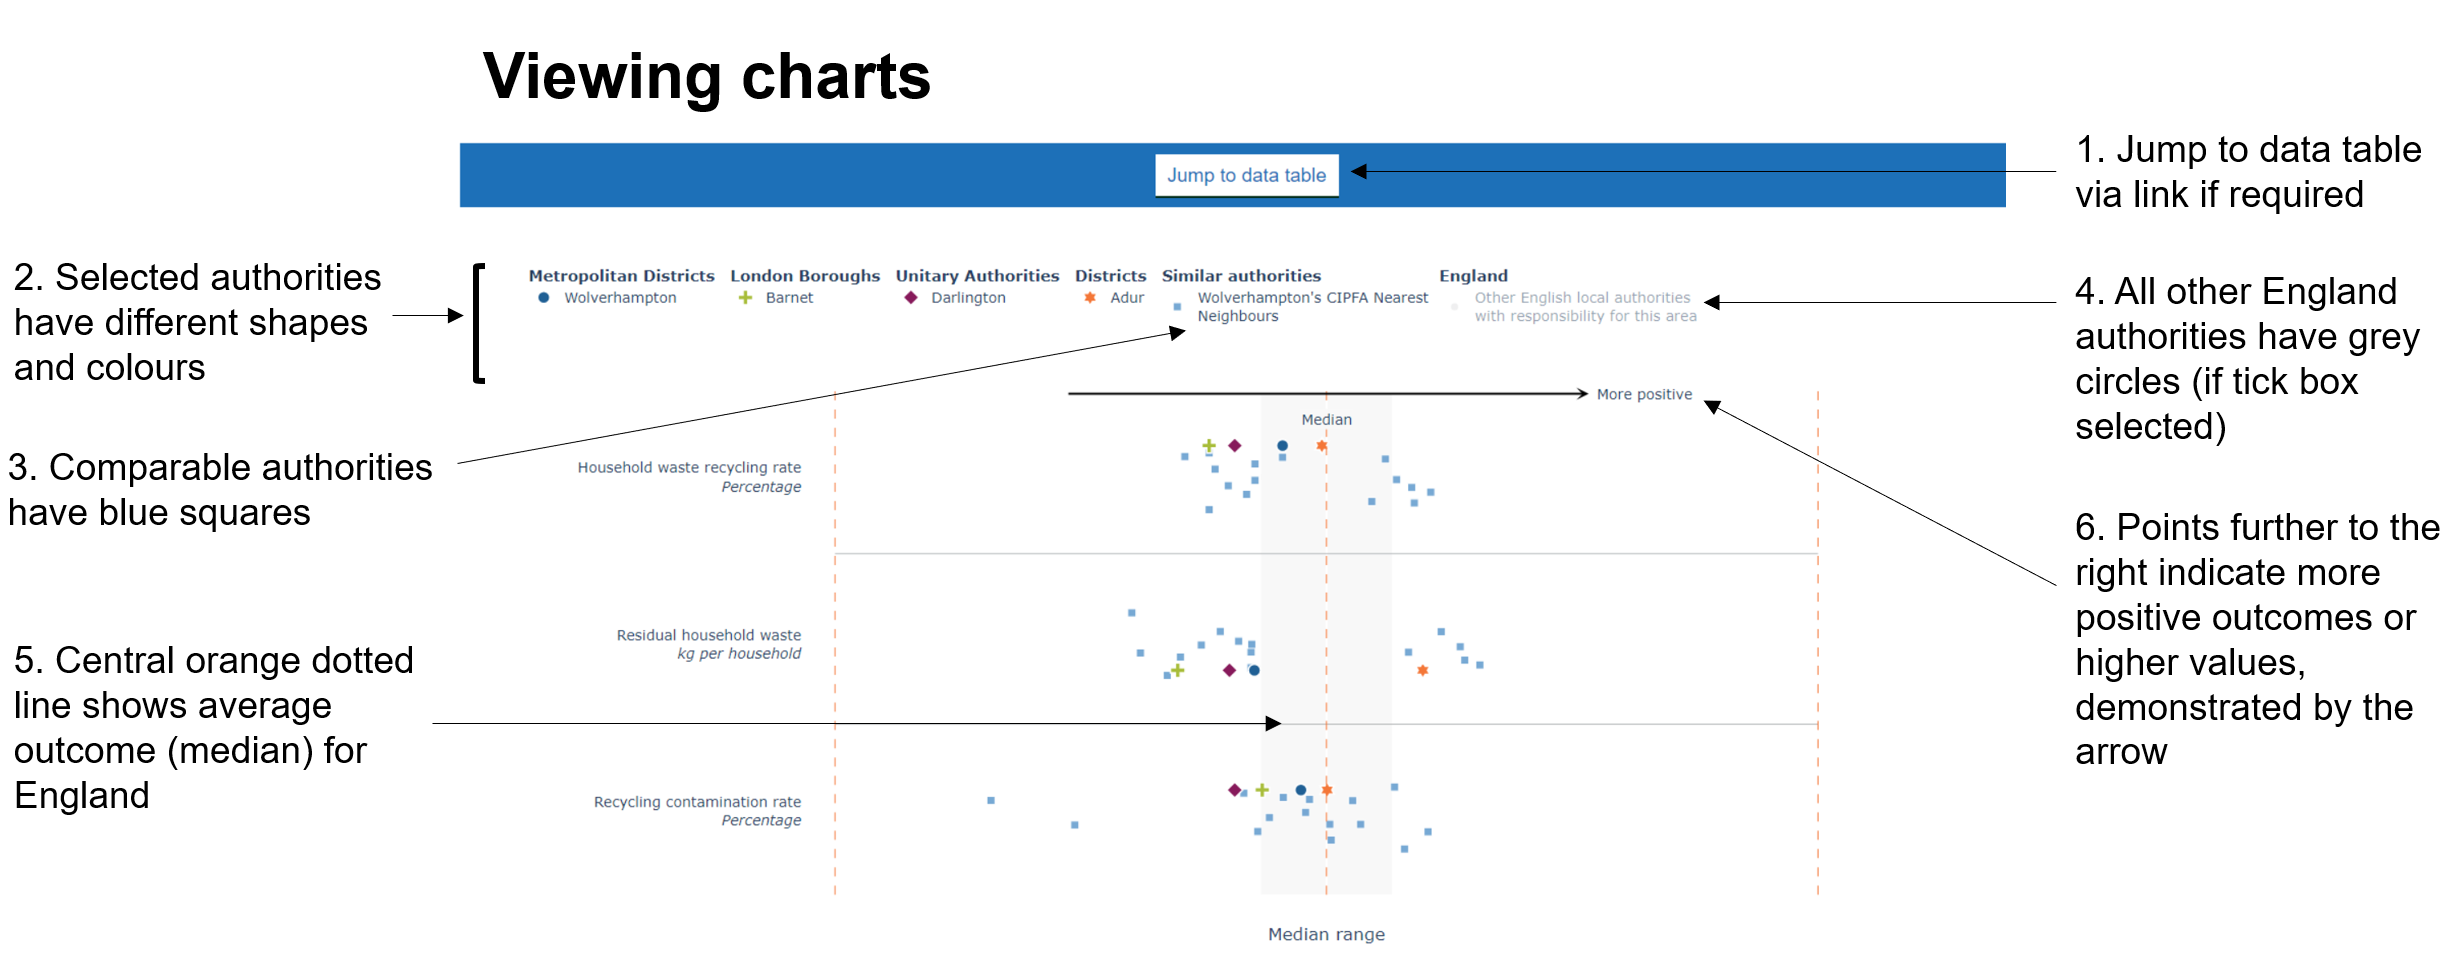 Viewing charts
Jump to data table
1. Jump to data table
via link if required
2. Selected authorities
have different shapes
and colours
Metropolitan Districts
Wolverhampton
London Boroughs
Barnet
Unitary Authorities
Darlington
Districts
Adur
Similar authorities
Wolverhampton's CIPFA Nearest
Neighbours
England
Other English local authorities
with responsibility for this area
4. All other England
authorities have grey
circles (if tick box
selected)
More positive
Median
3. Comparable authorities
have blue squares
Household waste recycling rate
Percentage
6. Points further to the
right indicate more
positive outcomes or
higher values,
demonstrated by the
arrow
Residual household waste
kg per household
5. Central orange dotted
line shows average
outcome (median) for
England
Recycling contamination rate
Percentage
Median range